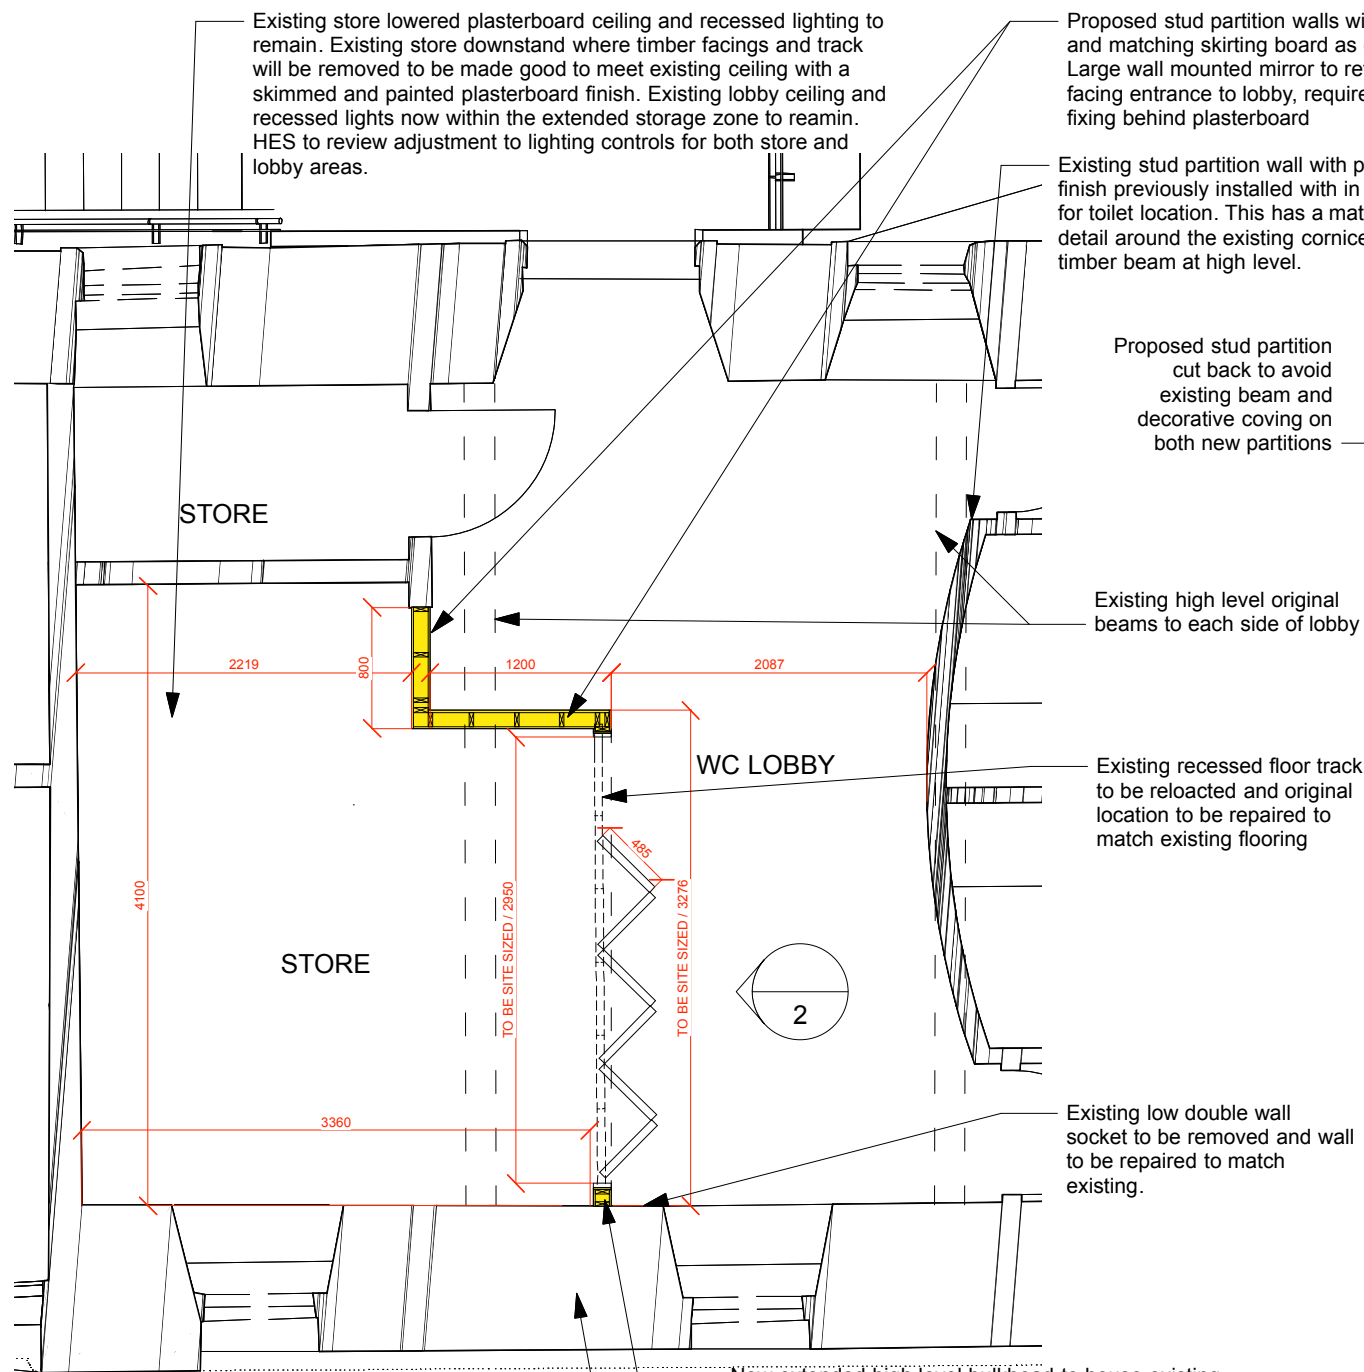 Existing store lowered plasterboard ceiling and recessed lighting to
remain. Existing store downstand where timber facings and track
will be removed to be made good to meet existing ceiling with a
skimmed and painted plasterboard finish. Existing lobby ceiling and
recessed lights now within the extended storage zone to reamin.
HES to review adjustment to lighting controls for both store and
lobby areas.
Proposed stud partition walls wi
and matching skirting board as
Large wall mounted mirror to re
facing entrance to lobby, require
fixing behind plasterboard
Existing stud partition wall with p
finish previously installed with in
for toilet location. This has a mat
detail around the existing cornice
timber beam at high level.
Proposed stud partition
cut back to avoid
existing beam and
decorative coving on
both new partitions
STORE
Existing high level original
beams to each side of lobby
2219
800
1200
2087
WC LOBBY
Existing recessed floor track
to be reloacted and original
location to be repaired to
match existing flooring
485
4100
TO BE SITE SIZED / 2950
TO BE SITE SIZED / 3276
STORE
2
3360
Existing low double wall
socket to be removed and wall
to be repaired to match
existing.